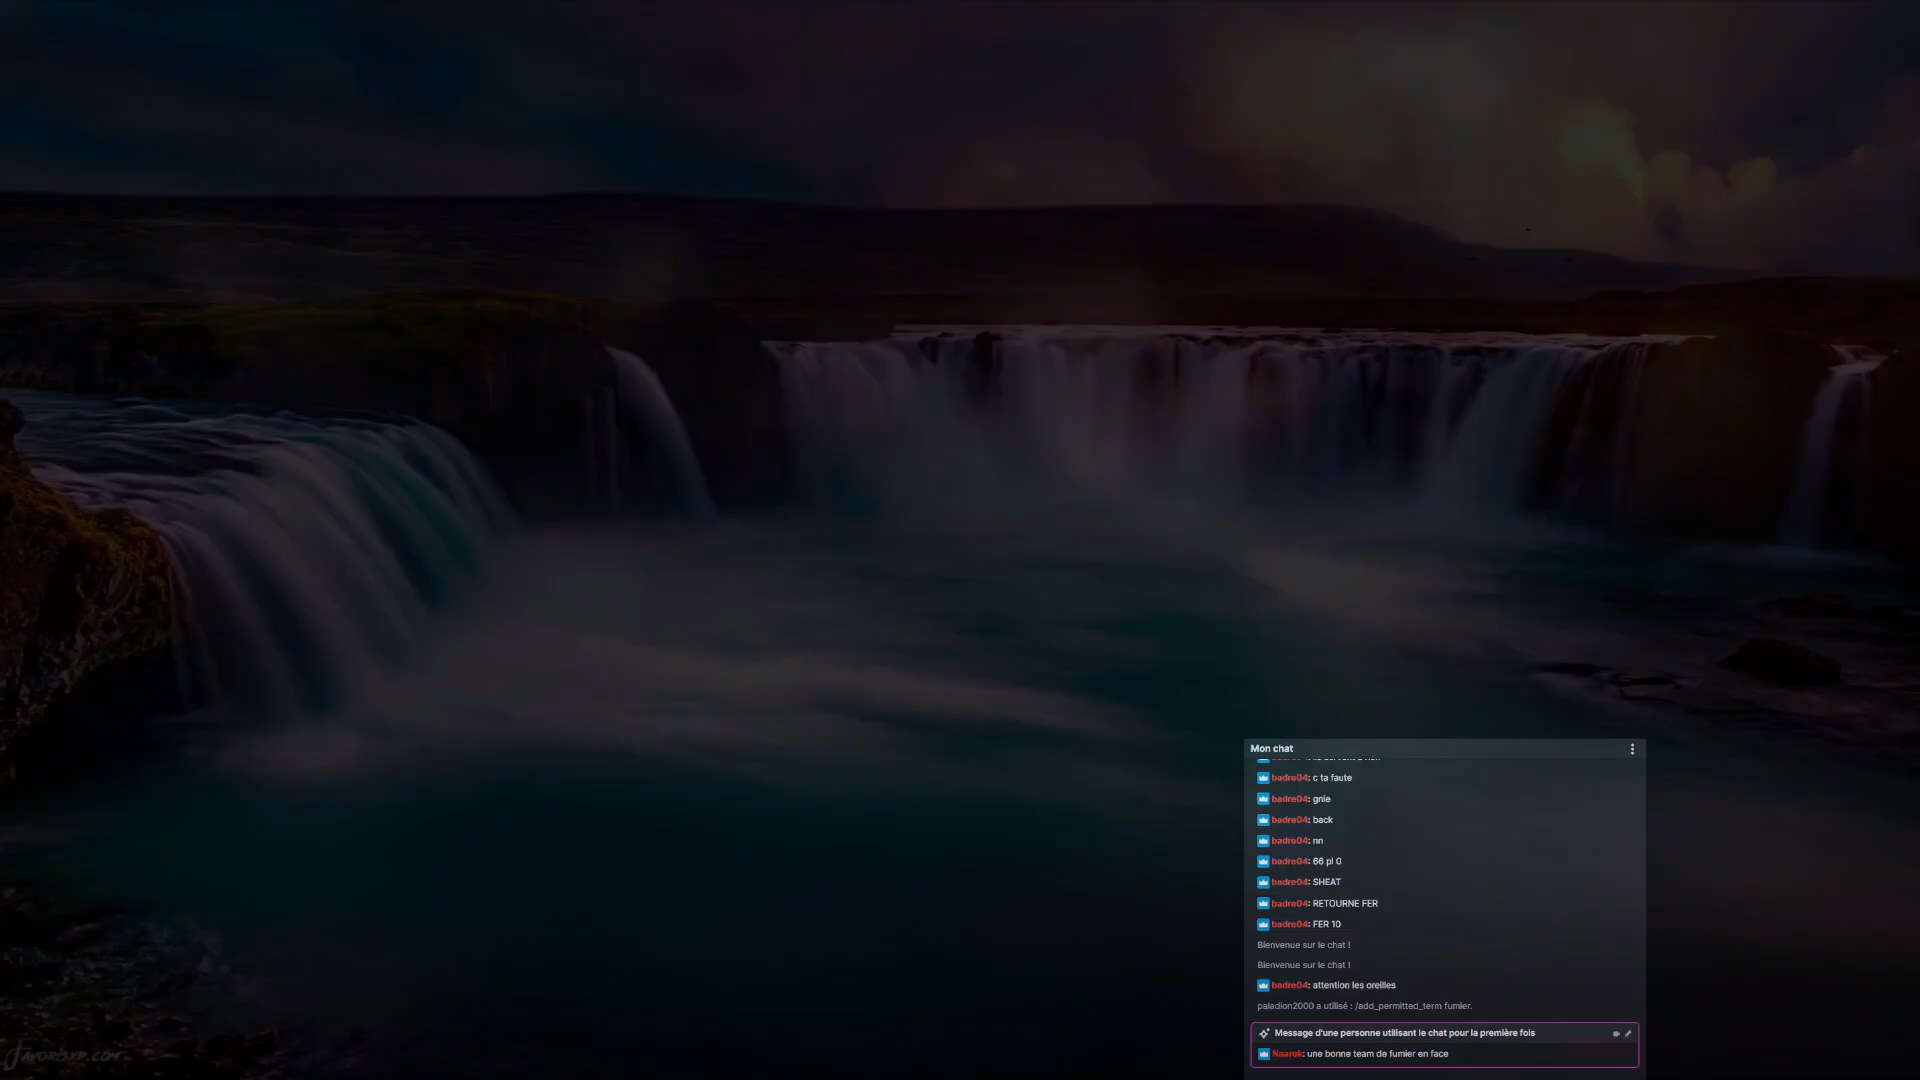 Mon chat
badre04: c ta faute
badre04: gnie
badre04: back
badre04: nn
badre04: 66 pl 0
badre04: SHEAT
badre04: RETOURNE FER
badre04: FER 10
Bienvenue sur le chat !
Bienvenue sur le chat !
badre04: attention les oreilles
paladion2000 a utilisé : /add_permitted_term fumier.
Message d'une personne utilisant le chat pour la première fois
Naarok: une bonne team de fumier en face
FAVORISXP.COM